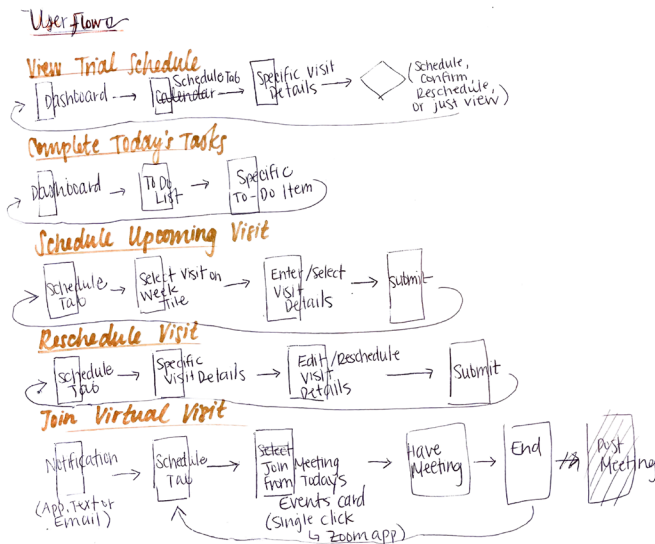 User flows
View Trial Schedule
Dashboard
Schedule Tab
Calendar
Specific Visit
Details
(Schedule,
Confirm,
Reschedule,
or just view)
Complete Today's Tasks
Dashboard
To Do
List
Specific
To-Do Item
Schedule Upcoming Visit
Schedule
Tab
Select Visit on
Week
Tile
Enter/Select
Visit
Details
Submit
Reschedule Visit
Schedule
Tab
Specific
Visit Details
Edit/Reschedule
Visit
Details
Submit
Join Virtual Visit
Notification
(App, Text or
Email)
Schedule
Tab
Select
Join Meeting
From Todays
Events card
(Single click
↳ Zoom app)
Have
Meeting
End
Post
Meeting